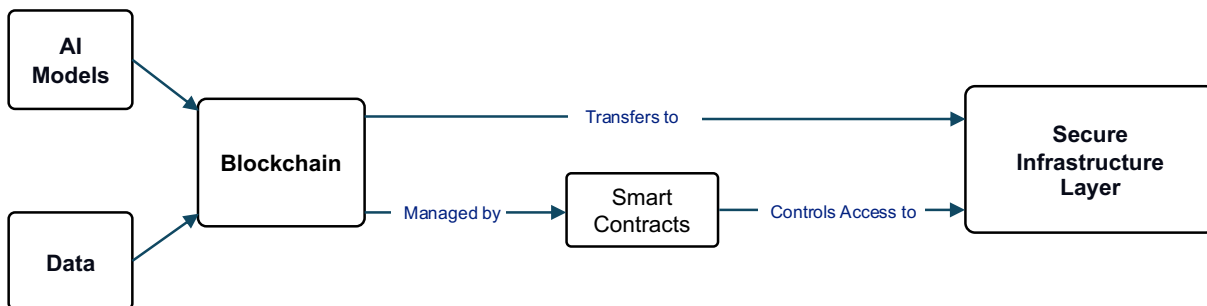 AI
Models
Blockchain
Transfers to
Secure
Infrastructure
Layer
Managed by
Smart
Contracts
Controls Access to
Data